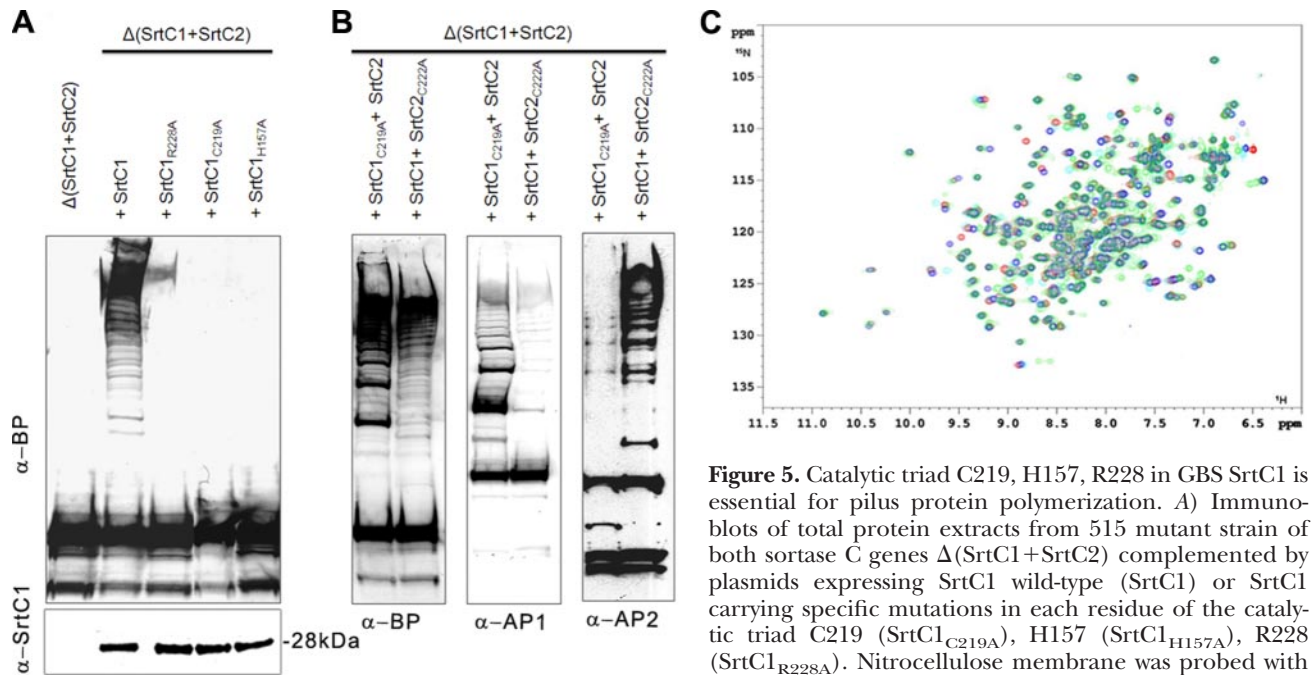 A
Δ(SrtC1+SrtC2)
Δ(SrtC1+SrtC2)
+ SrtC1
+ SrtC1R228A
+ SrtC1C219A
+ SrtC1H157A
α-BP
α-SrtC1
-28kDa
B
Δ(SrtC1+SrtC2)
+ SrtC1C219A+ SrtC2
+ SrtC1+ SrtC2C222A
+ SrtC1C219A+ SrtC2
+ SrtC1+ SrtC2C222A
+ SrtC1C219A+ SrtC2
+ SrtC1+ SrtC2C222A
α-BP
α-AP1
α-AP2
C
ppm
15N
105
110
115
120
125
130
135
1H
11.5 10.5 10.0 9.5 9.0 8.5 8.0 7.5 7.0 6.5 ppm
Figure 5. Catalytic triad C219, H157, R228 in GBS SrtC1 is
essential for pilus protein polymerization. A) Immuno-
blots of total protein extracts from 515 mutant strain of
both sortase C genes Δ(SrtC1+SrtC2) complemented by
plasmids expressing SrtC1 wild-type (SrtC1) or SrtC1
carrying specific mutations in each residue of the cataly-
tic triad C219 (SrtC1C219A), H157 (SrtC1H157A), R228
(SrtC1R228A). Nitrocellulose membrane was probed with